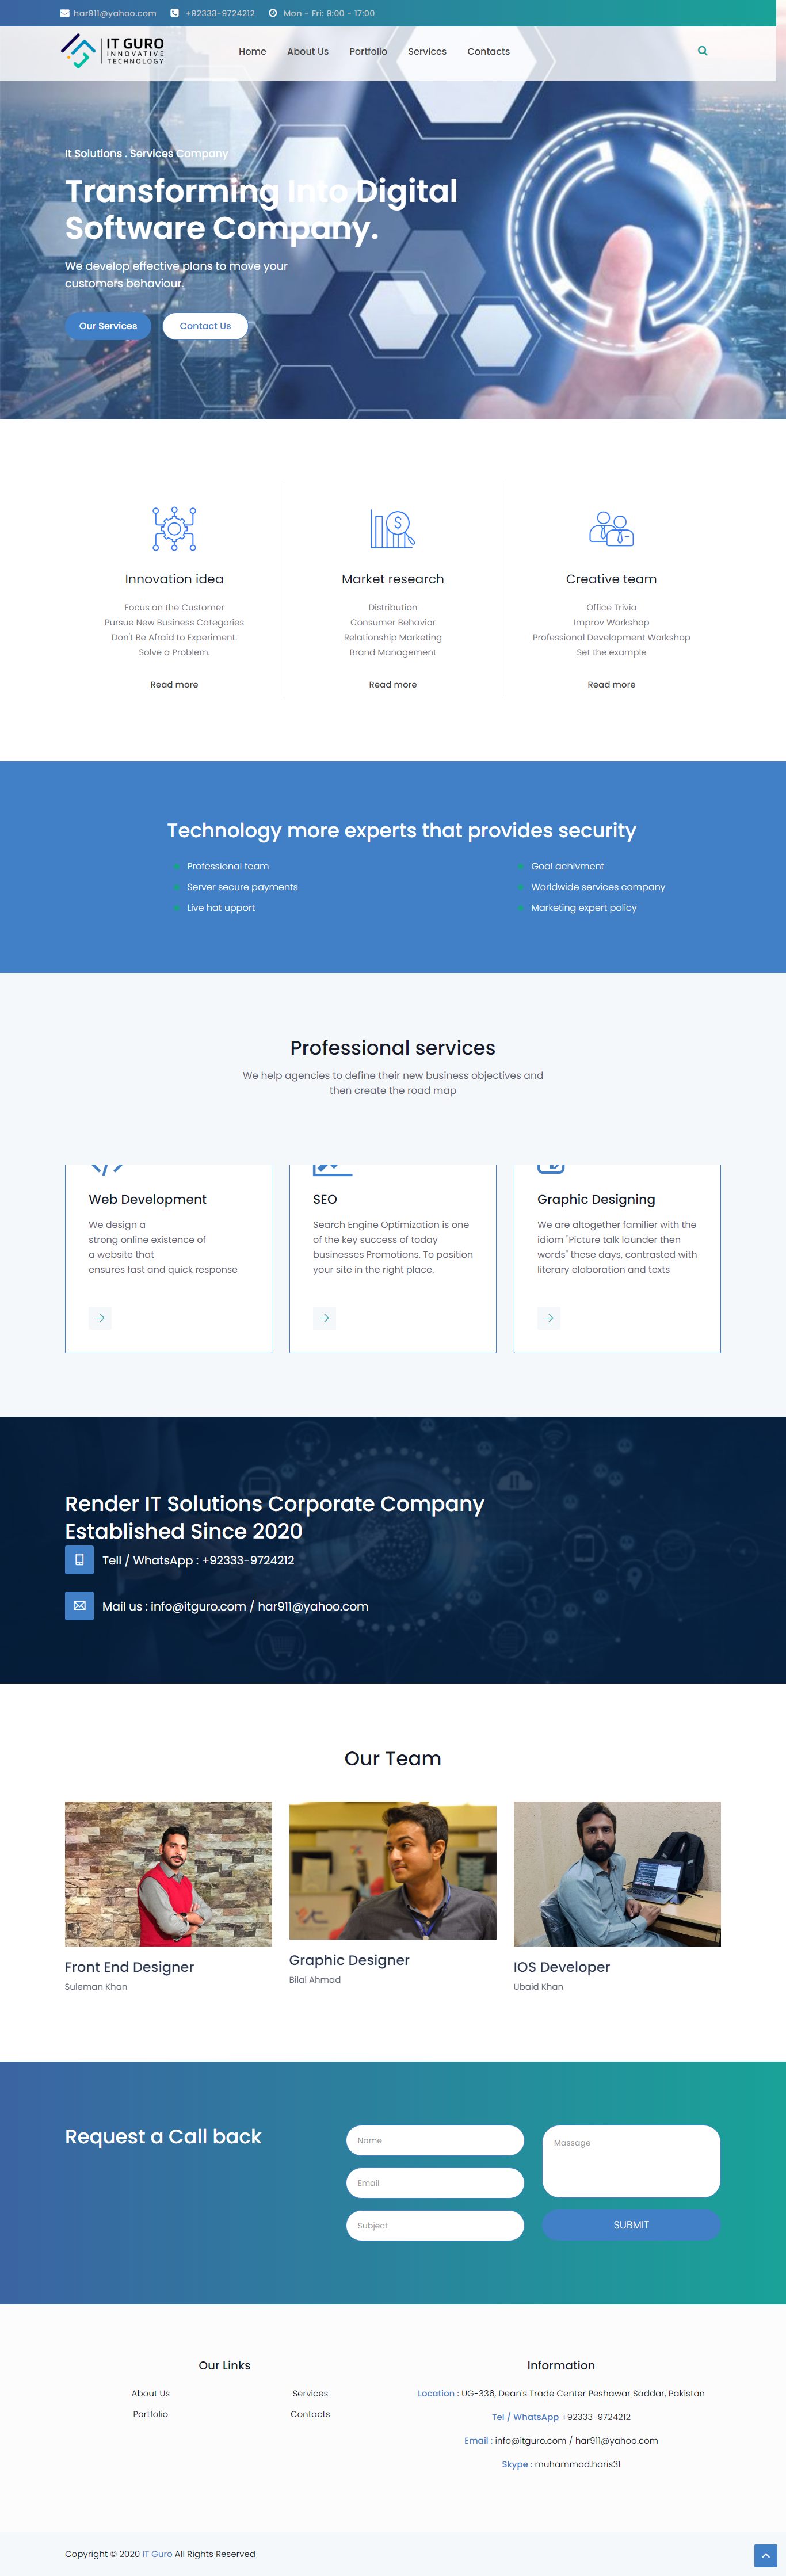 har911@yahoo.com +92333-9724212 Mon - Fri: 9:00 - 17:00
IT GURO
INNOVATIVE
TECHNOLOGY
Home About Us Portfolio Services Contacts
It Solutions . Services Company
Transforming Into Digital
Software Company.
We develop effective plans to move your
customers behaviour.
Our Services Contact Us
Innovation idea
Focus on the Customer
Pursue New Business Categories
Don't Be Afraid to Experiment.
Solve a Problem.
Read more
Market research
Distribution
Consumer Behavior
Relationship Marketing
Brand Management
Read more
Creative team
Office Trivia
Improv Workshop
Professional Development Workshop
Set the example
Read more
Technology more experts that provides security
Professional team
Server secure payments
Live hat upport
Goal achivment
Worldwide services company
Marketing expert policy
Professional services
We help agencies to define their new business objectives and
then create the road map
Web Development
We design a
strong online existence of
a website that
ensures fast and quick response
SEO
Search Engine Optimization is one
of the key success of today
businesses Promotions. To position
your site in the right place.
Graphic Designing
We are altogether familier with the
idiom "Picture talk launder then
words" these days, contrasted with
literary elaboration and texts
Render IT Solutions Corporate Company
Established Since 2020
Tell / WhatsApp : +92333-9724212
Mail us : info@itguro.com / har911@yahoo.com
Our Team
Front End Designer
Suleman Khan
Graphic Designer
Bilal Ahmad
IOS Developer
Ubaid Khan
Request a Call back
Name
Email
Subject
Massage
SUBMIT
Our Links
About Us
Services
Portfolio
Contacts
Information
Location : UG-336, Dean's Trade Center Peshawar Saddar, Pakistan
Tel / WhatsApp +92333-9724212
Email : info@itguro.com / har911@yahoo.com
Skype : muhammad.haris31
Copyright © 2020 IT Guro All Rights Reserved